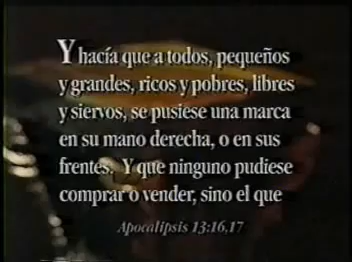 Y hacía que a todos, pequeños
y grandes, ricos y pobres, libres
y siervos, se pusiese una marca
en su mano derecha, o en sus
frentes. Y que ninguno pudiese
comprar o vender, sino el que
Apocalipsis 13:16,17